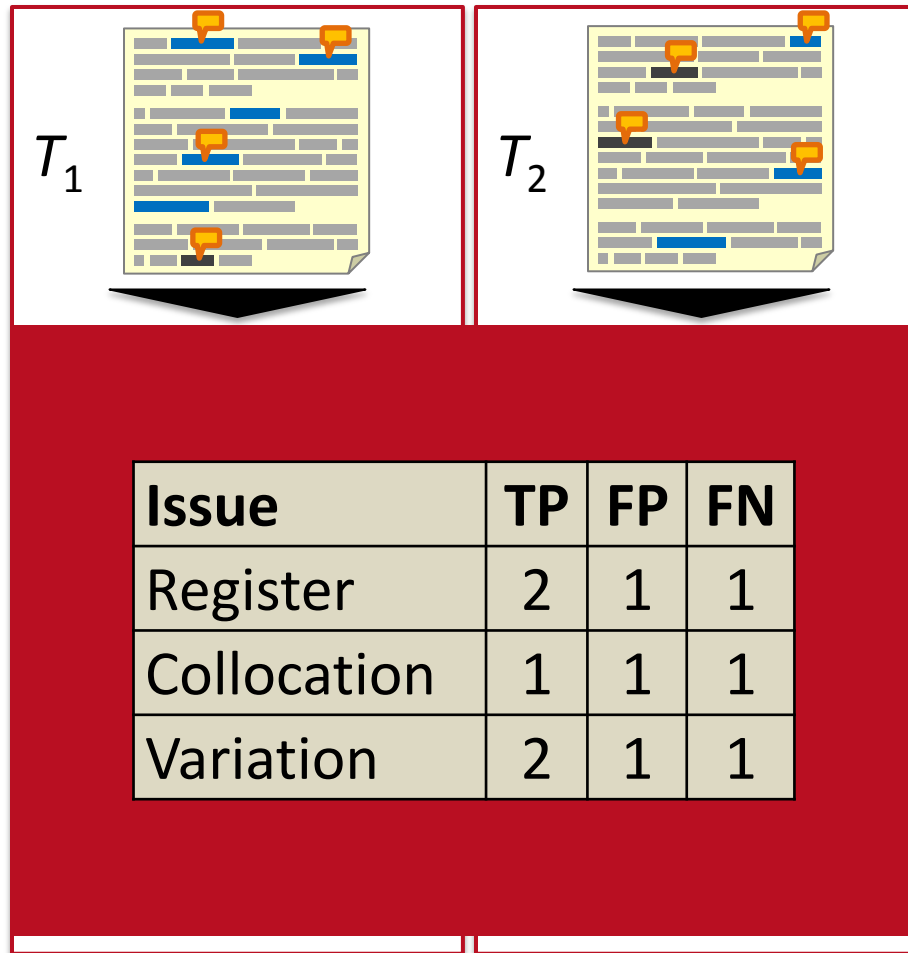 T1
T2
Issue TP FP FN
Register 2 1 1
Collocation 1 1 1
Variation 2 1 1